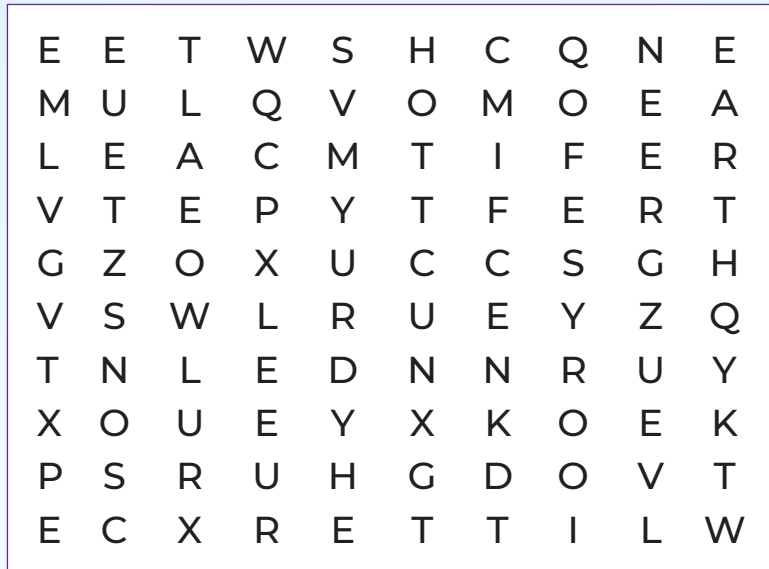 E E T W S H C Q N E
M U L Q V O M O E A
L E A C M T I F E R
V T E P Y T F E R T
G Z O X U C C S G H
V S W L R U E Y Z Q
T N L E D N N R U Y
X O U E Y X K O E K
P S R U H G D O V T
E C X R E T T I L W